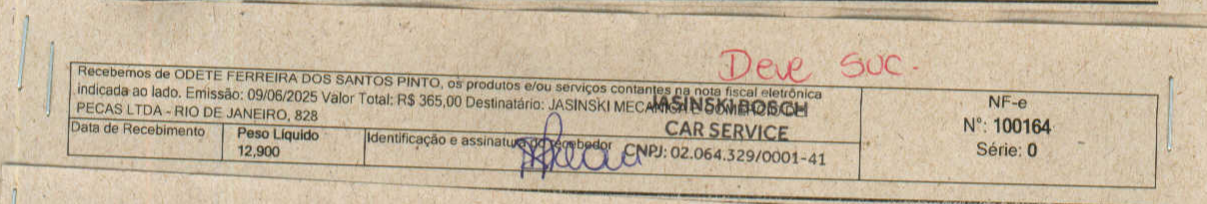 Deve suc.
Recebemos de ODETE FERREIRA DOS SANTOS PINTO, os produtos e/ou serviços contantes na nota fiscal eletrônica
indicada ao lado. Emissão: 09/06/2025 Valor Total: R$ 365,00 Destinatário: JASINSKI MECANICA E COMERCIO DE
PECAS LTDA - RIO DE JANEIRO, 828
JASINSKI BOSCH
CAR SERVICE
CNPJ: 02.064.329/0001-41
Data de Recebimento
Peso Líquido
12,900
Identificação e assinatura do recebedor
NF-e
N°: 100164
Série: 0